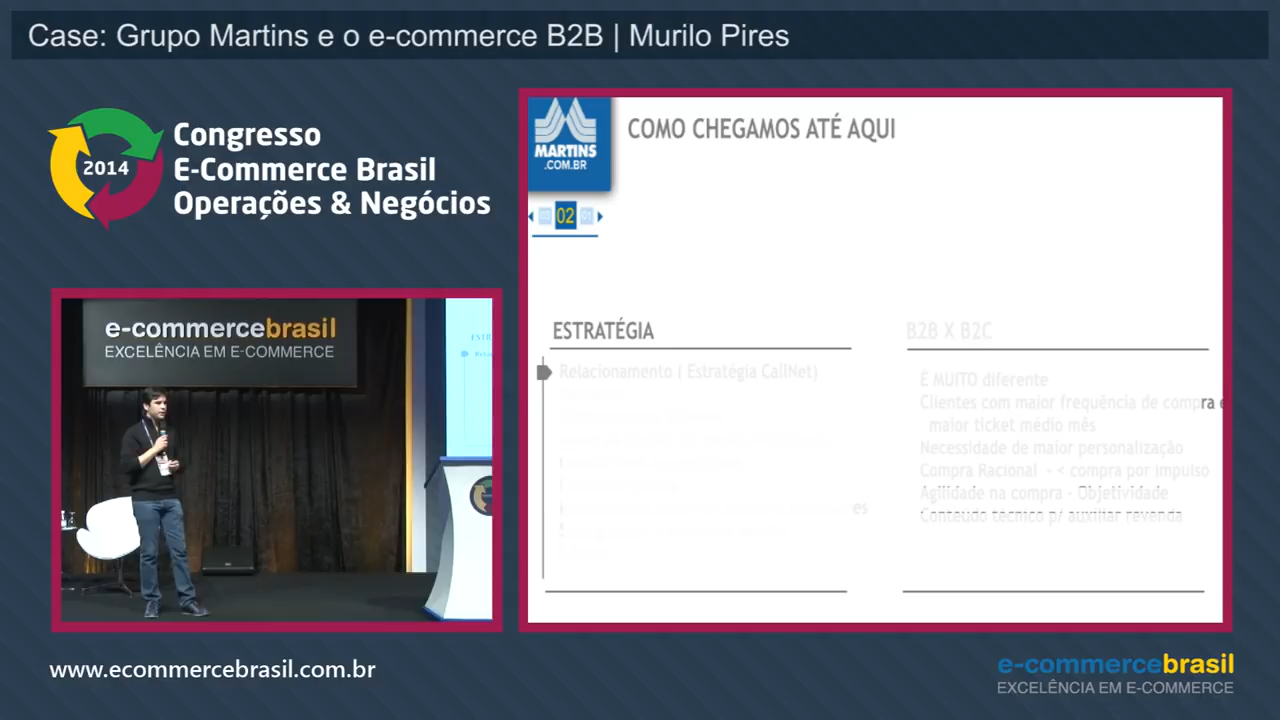 Case: Grupo Martins e o e-commerce B2B | Murilo Pires
2014
Congresso
E-Commerce Brasil
Operações & Negócios
MARTINS
.COM.BR
COMO CHEGAMOS ATÉ AQUI
02
ESTRATÉGIA
Relacionamento ( Estratégia CallNet)
es
B2B X B2C
É MUITO diferente
Clientes com maior frequência de compra e
maior ticket médio mês
Necessidade de maior personalização
Compra Racional - < compra por impulso
Agilidade na compra - Objetividade
Conteúdo técnico p/ auxiliar revenda
e-commercebrasil
EXCELÊNCIA EM E-COMMERCE
www.ecommercebrasil.com.br
e-commercebrasil
EXCELÊNCIA EM E-COMMERCE